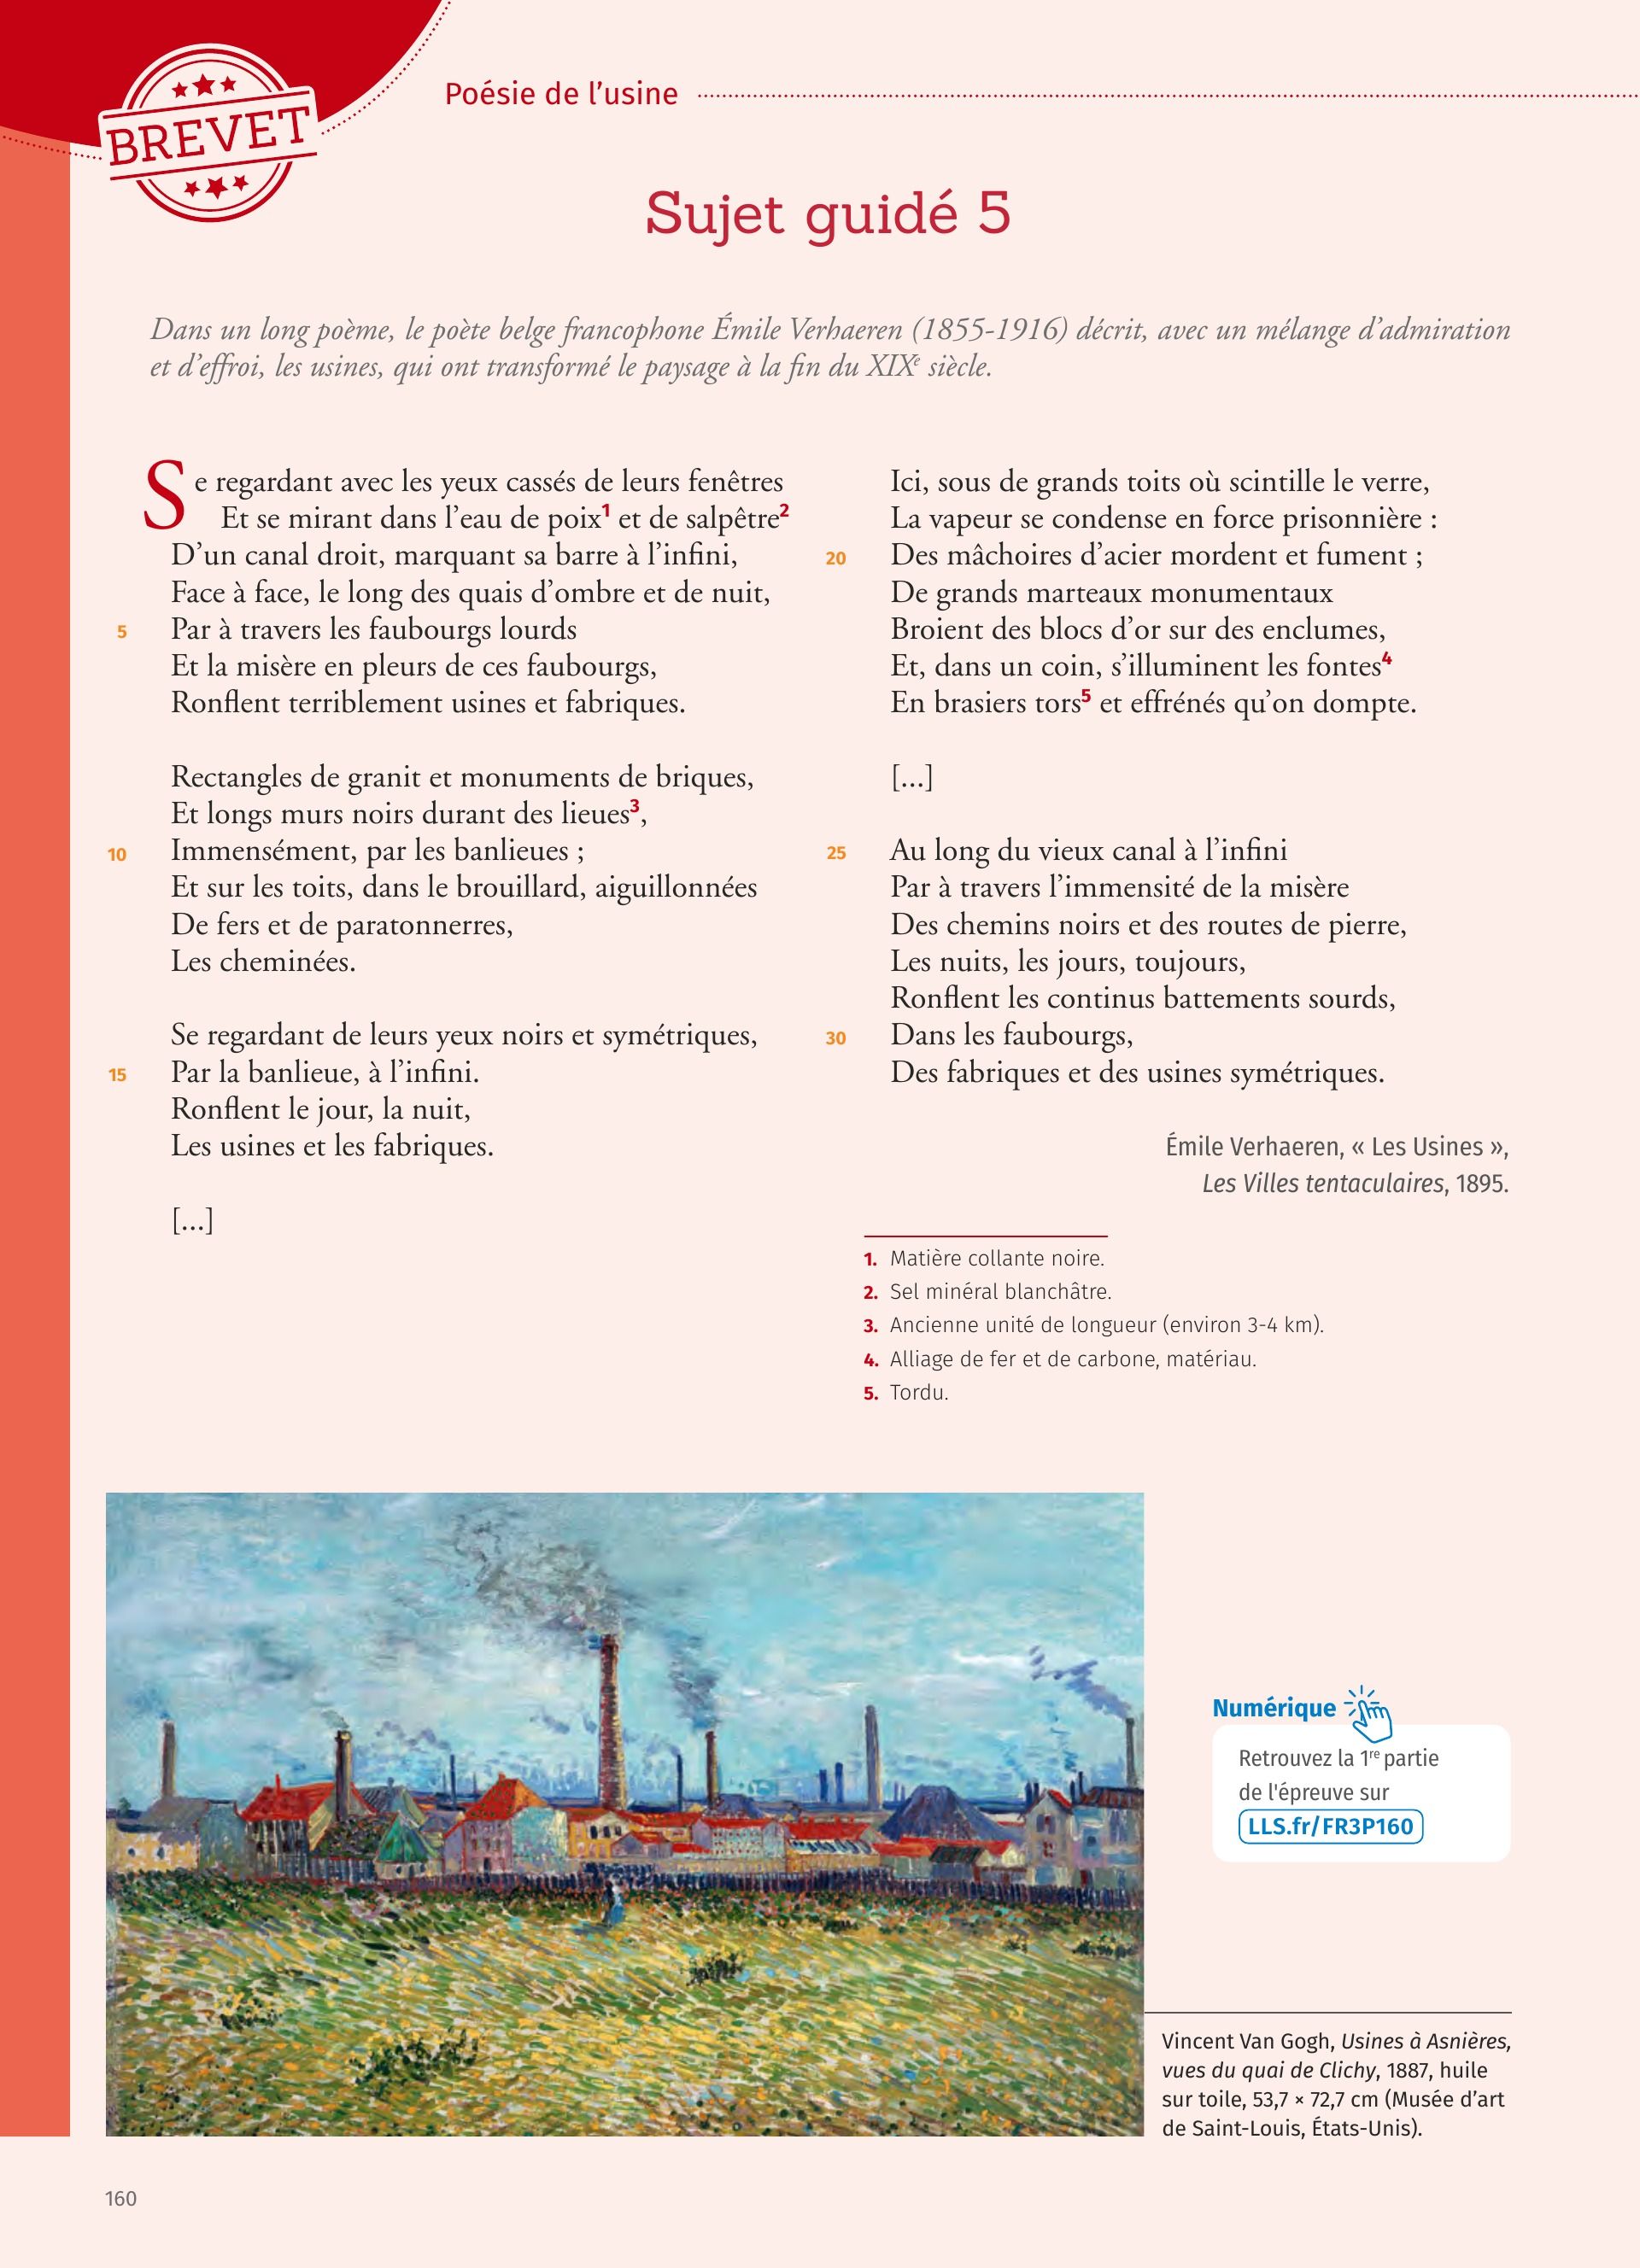 BREVET
Poésie de l'usine
Sujet guidé 5
Dans un long poème, le poète belge francophone Émile Verhaeren (1855-1916) décrit, avec un mélange d'admiration
et d'effroi, les usines, qui ont transformé le paysage à la fin du XIXe siècle.
Se regardant avec les yeux cassés de leurs fenêtres
Et se mirant dans l'eau de poix1 et de salpêtre2
D'un canal droit, marquant sa barre à l'infini,
Face à face, le long des quais d'ombre et de nuit,
5 Par à travers les faubourgs lourds
Et la misère en pleurs de ces faubourgs,
Ronflent terriblement usines et fabriques.
Rectangles de granit et monuments de briques,
Et longs murs noirs durant des lieues3,
10 Immensément, par les banlieues ;
Et sur les toits, dans le brouillard, aiguillonnées
De fers et de paratonnerres,
Les cheminées.
Se regardant de leurs yeux noirs et symétriques,
15 Par la banlieue, à l'infini.
Ronflent le jour, la nuit,
Les usines et les fabriques.
[...]
Ici, sous de grands toits où scintille le verre,
La vapeur se condense en force prisonnière :
20 Des mâchoires d'acier mordent et fument ;
De grands marteaux monumentaux
Broient des blocs d'or sur des enclumes,
Et, dans un coin, s'illuminent les fontes4
En brasiers tors5 et effrénés qu'on dompte.
[...]
25 Au long du vieux canal à l'infini
Par à travers l'immensité de la misère
Des chemins noirs et des routes de pierre,
Les nuits, les jours, toujours,
Ronflent les continus battements sourds,
30 Dans les faubourgs,
Des fabriques et des usines symétriques.
Émile Verhaeren, « Les Usines »,
Les Villes tentaculaires, 1895.
1. Matière collante noire.
2. Sel minéral blanchâtre.
3. Ancienne unité de longueur (environ 3-4 km).
4. Alliage de fer et de carbone, matériau.
5. Tordu.
Numérique
Retrouvez la 1re partie
de l'épreuve sur
LLS.fr/FR3P160
Vincent Van Gogh, Usines à Asnières,
vues du quai de Clichy, 1887, huile
sur toile, 53,7 × 72,7 cm (Musée d'art
de Saint-Louis, États-Unis).
160